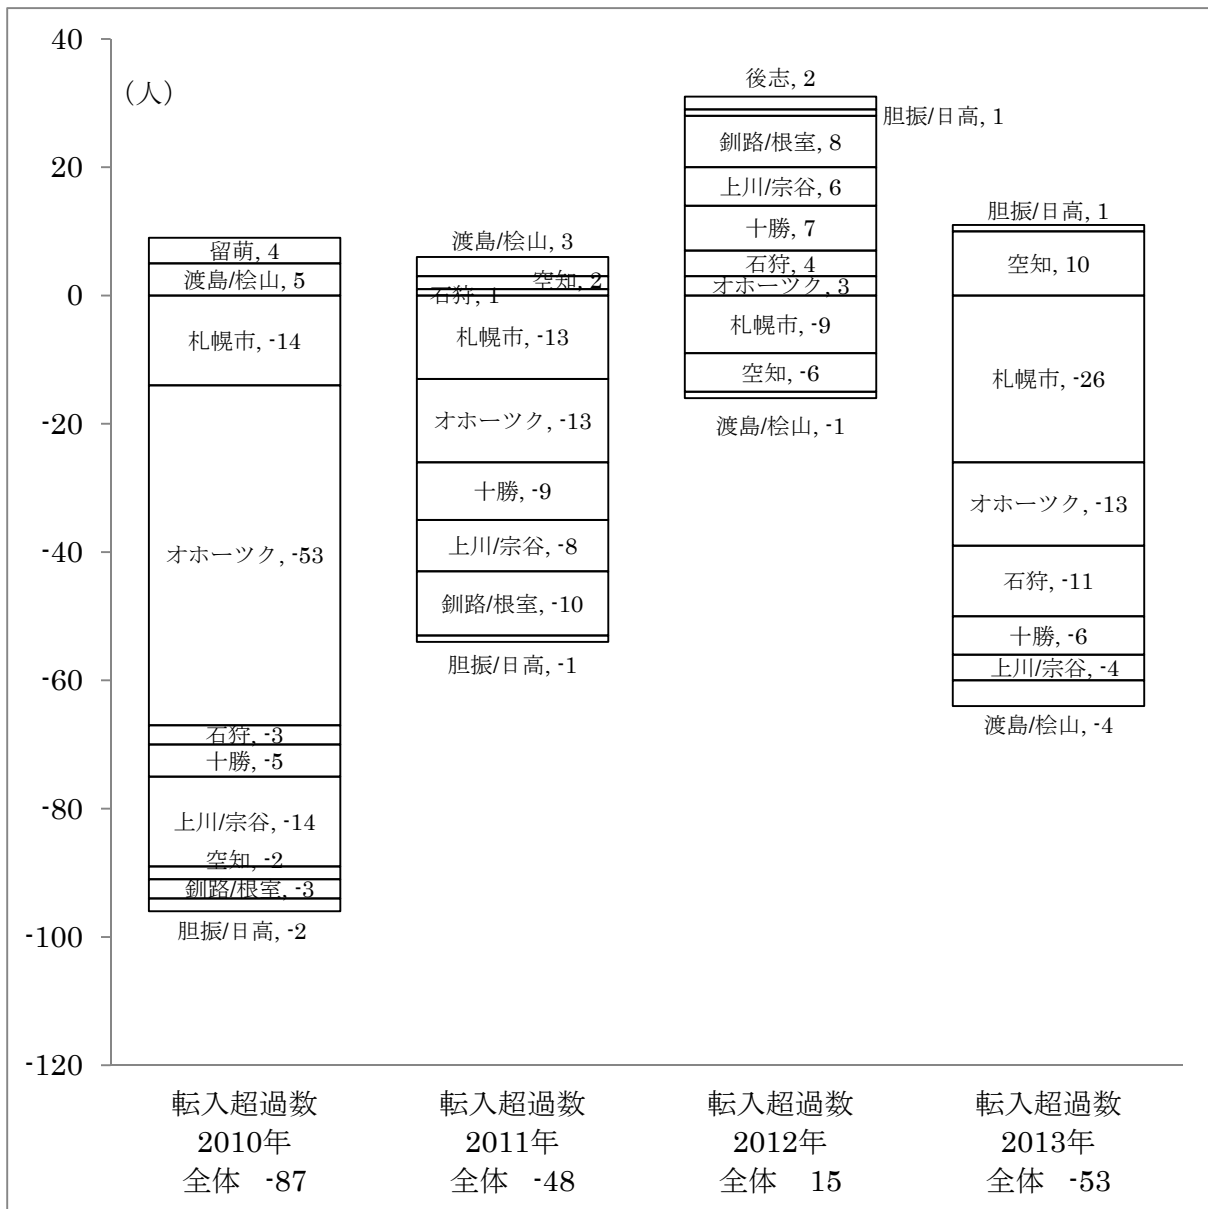 40
(人)
20
0
-20
-40
-60
-80
-100
-120
留萌, 4
渡島/桧山, 5
札幌市, -14
オホーツク, -53
石狩, -3
十勝, -5
上川/宗谷, -14
空知, -2
釧路/根室, -3
胆振/日高, -2
渡島/桧山, 3
空知, 2
石狩, 1
札幌市, -13
オホーツク, -13
十勝, -9
上川/宗谷, -8
釧路/根室, -10
胆振/日高, -1
後志, 2
胆振/日高, 1
釧路/根室, 8
上川/宗谷, 6
十勝, 7
石狩, 4
オホーツク, 3
札幌市, -9
空知, -6
渡島/桧山, -1
胆振/日高, 1
空知, 10
札幌市, -26
オホーツク, -13
石狩, -11
十勝, -6
上川/宗谷, -4
渡島/桧山, -4
転入超過数
2010年
全体 -87
転入超過数
2011年
全体 -48
転入超過数
2012年
全体 15
転入超過数
2013年
全体 -53